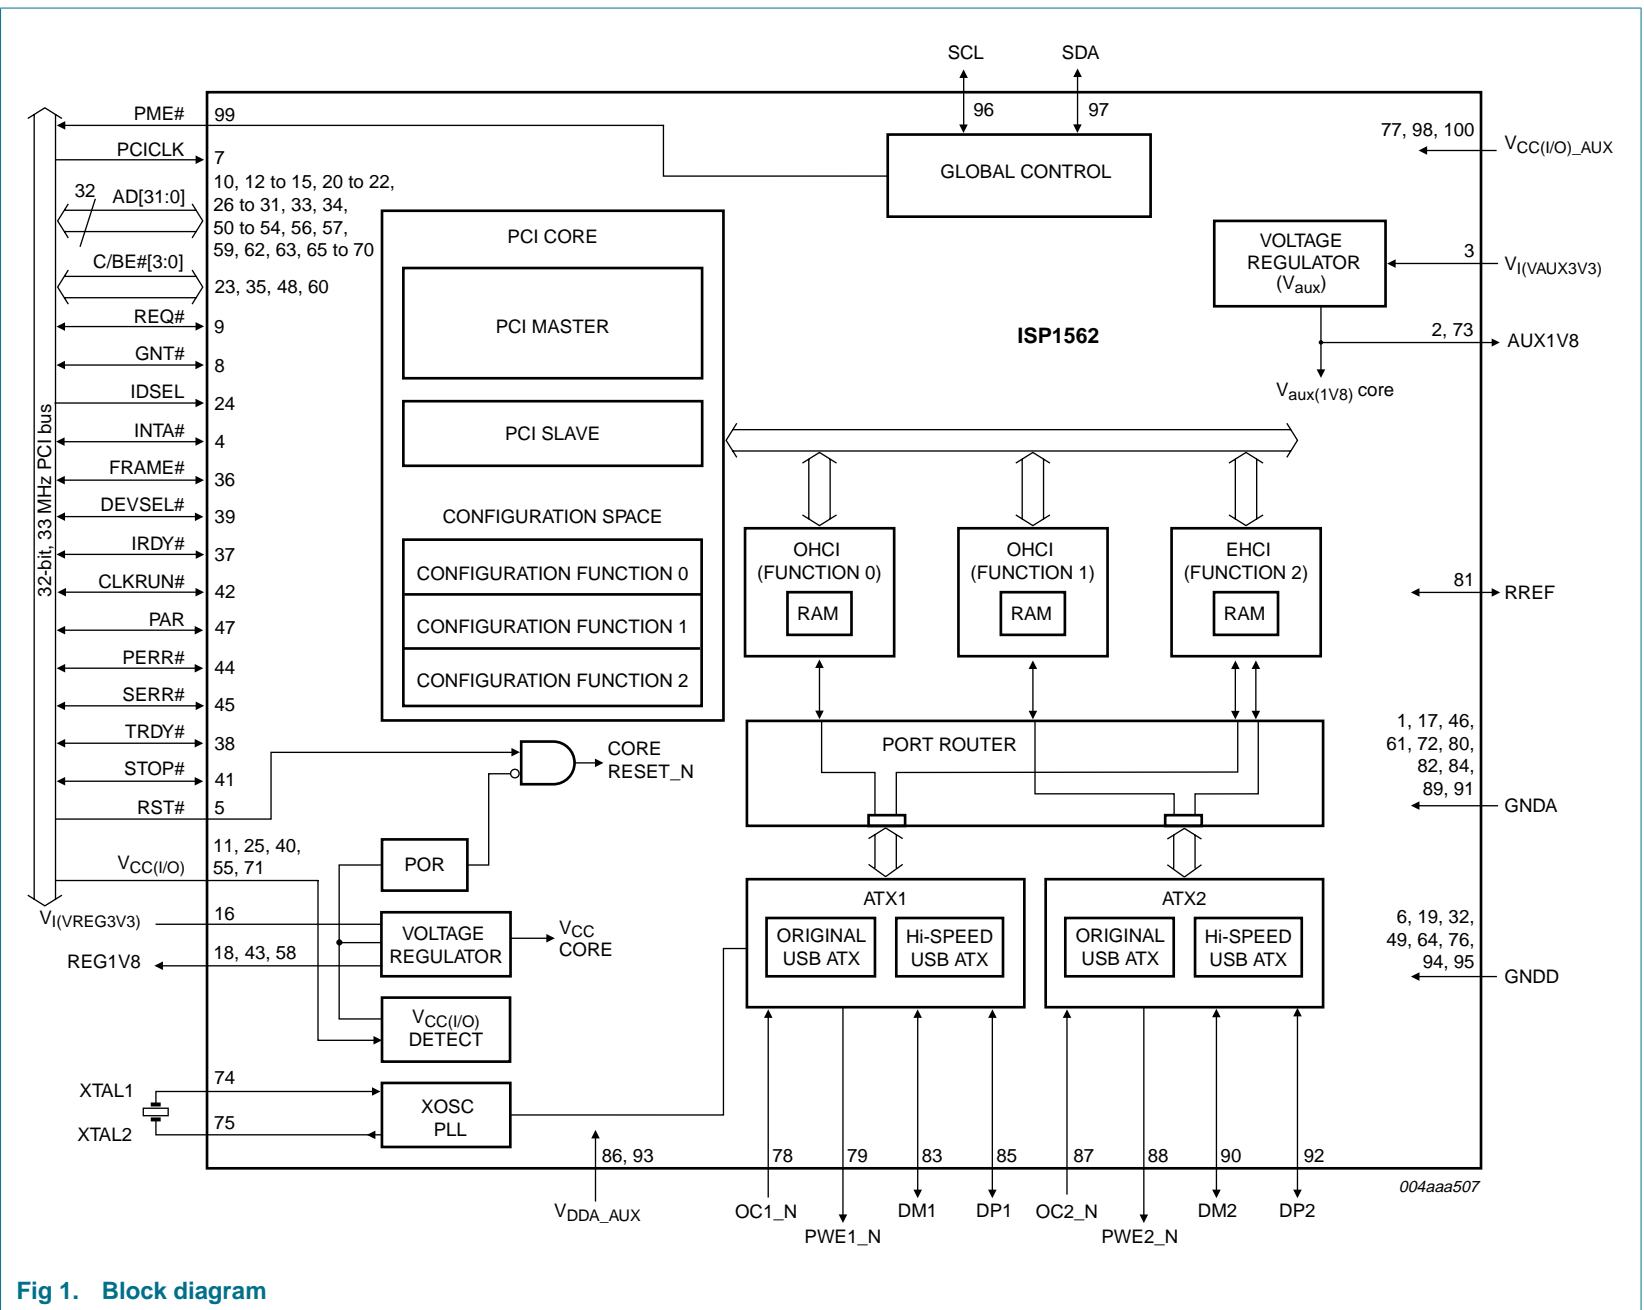 SCL
SDA
96
97
PME#
99
PCICLK
7
32
AD[31:0]
10, 12 to 15, 20 to 22,
26 to 31, 33, 34,
50 to 54, 56, 57,
59, 62, 63, 65 to 70
C/BE#[3:0]
23, 35, 48, 60
REQ#
9
GNT#
8
IDSEL
24
INTA#
4
FRAME#
36
DEVSEL#
39
IRDY#
37
CLKRUN#
42
PAR
47
PERR#
44
SERR#
45
TRDY#
38
STOP#
41
RST#
5
VCC(I/O)
11, 25, 40,
55, 71
32-bit, 33 MHz PCI bus
VI(VREG3V3)
16
REG1V8
18, 43, 58
XTAL1
74
XTAL2
75
GLOBAL CONTROL
PCI CORE
PCI MASTER
PCI SLAVE
CONFIGURATION SPACE
CONFIGURATION FUNCTION 0
CONFIGURATION FUNCTION 1
CONFIGURATION FUNCTION 2
ISP1562
77, 98, 100
VCC(I/O)_AUX
VOLTAGE
REGULATOR
(Vaux)
3
VI(VAUX3V3)
2, 73
AUX1V8
Vaux(1V8) core
OHCI
(FUNCTION 0)
RAM
OHCI
(FUNCTION 1)
RAM
EHCI
(FUNCTION 2)
RAM
81
RREF
PORT ROUTER
1, 17, 46,
61, 72, 80,
82, 84,
89, 91
GNDA
CORE
RESET_N
POR
VOLTAGE
REGULATOR
VCC
CORE
VCC(I/O)
DETECT
XOSC
PLL
ATX1
ORIGINAL
USB ATX
Hi-SPEED
USB ATX
ATX2
ORIGINAL
USB ATX
Hi-SPEED
USB ATX
6, 19, 32,
49, 64, 76,
94, 95
GNDD
86, 93
78
79
83
85
87
88
90
92
VDDA_AUX
OC1_N
PWE1_N
DM1
DP1
OC2_N
PWE2_N
DM2
DP2
004aaa507
Fig 1. Block diagram